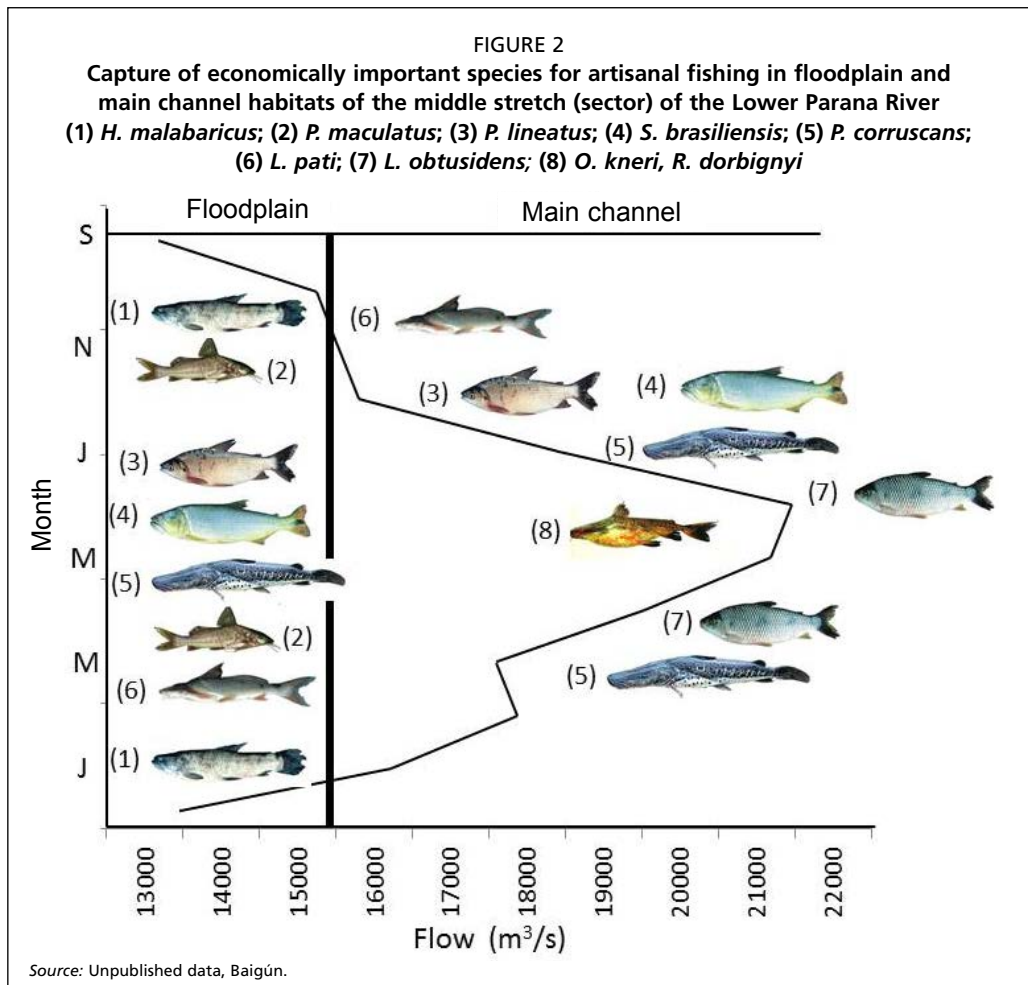 FIGURE 2
Capture of economically important species for artisanal fishing in floodplain and
main channel habitats of the middle stretch (sector) of the Lower Parana River
(1) H. malabaricus; (2) P. maculatus; (3) P. lineatus; (4) S. brasiliensis; (5) P. corruscans;
(6) L. pati; (7) L. obtusidens; (8) O. kneri, R. dorbignyi
Floodplain Main channel
S
(1) (6)
N
(2)
(3) (4)
J
(3) (5)
(7)
(4) (8)
Month
M
(5)
(2) (7)
M
(6) (5)
(1)
J
13000 14000 15000 16000 17000 18000 19000 20000 21000 22000
Flow (m³/s)
Source: Unpublished data, Baigún.